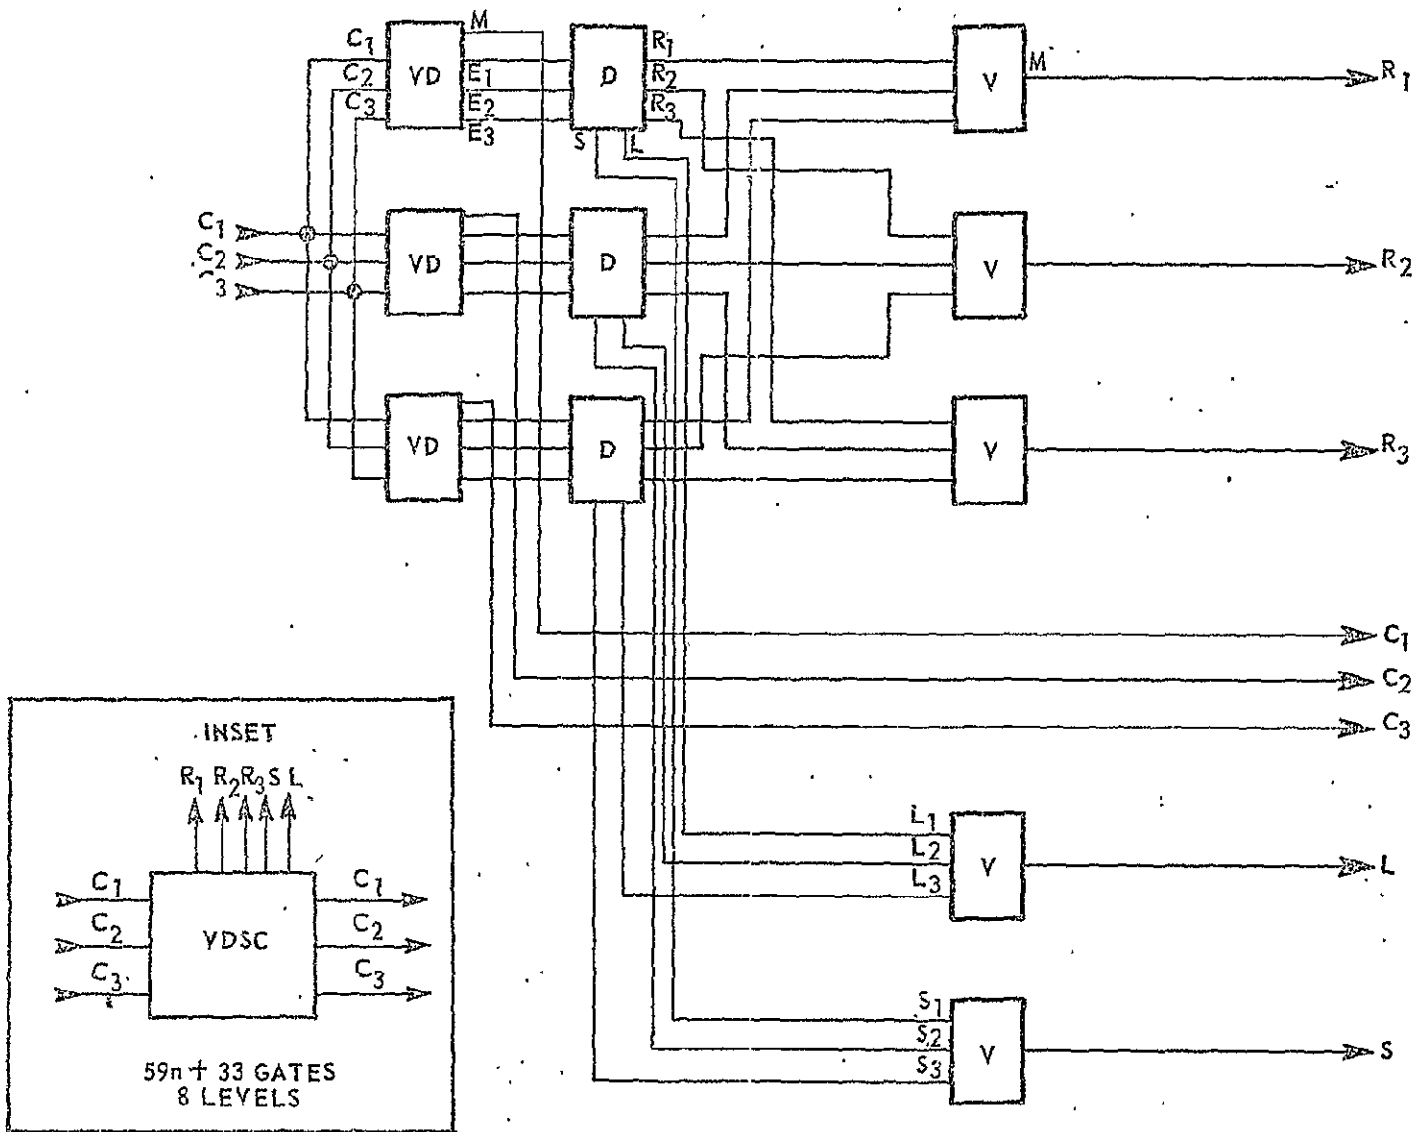 C1
C2
C3
VD
M
E1
E2
E3
D
R1
R2
R3
S
L
V
M
R1
C1
C2
3
VD
D
V
R2
VD
D
V
R3
C1
C2
C3
L1
L2
L3
V
L
S1
S2
S3
V
S
INSET
R1 R2 R3 S L
C1
C2
C3
VDSC
C1
C2
C3
59n + 33 GATES
8 LEVELS